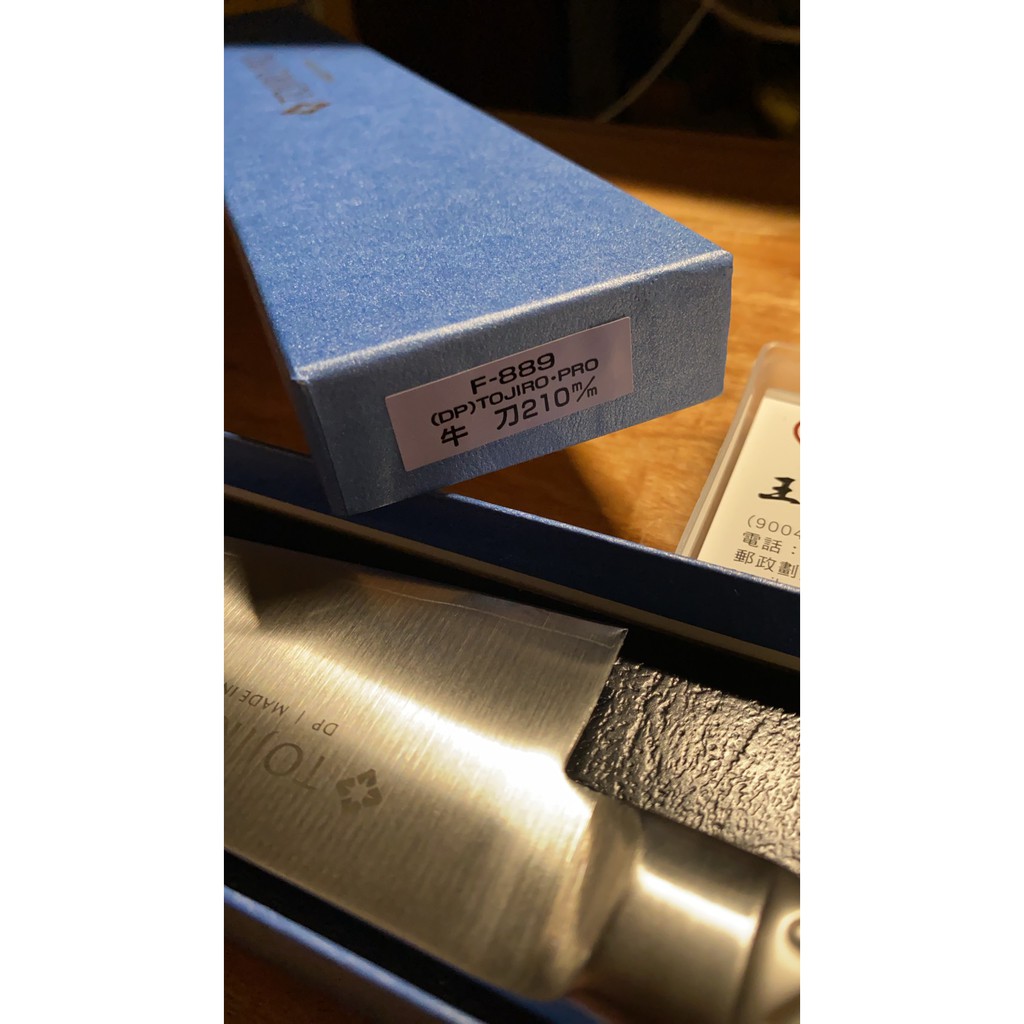 F-889
(DP)TOJIRO・PRO
牛 刀210m/m
王
(9004
電話：
郵政劃
TOJI
DP | MADE IN